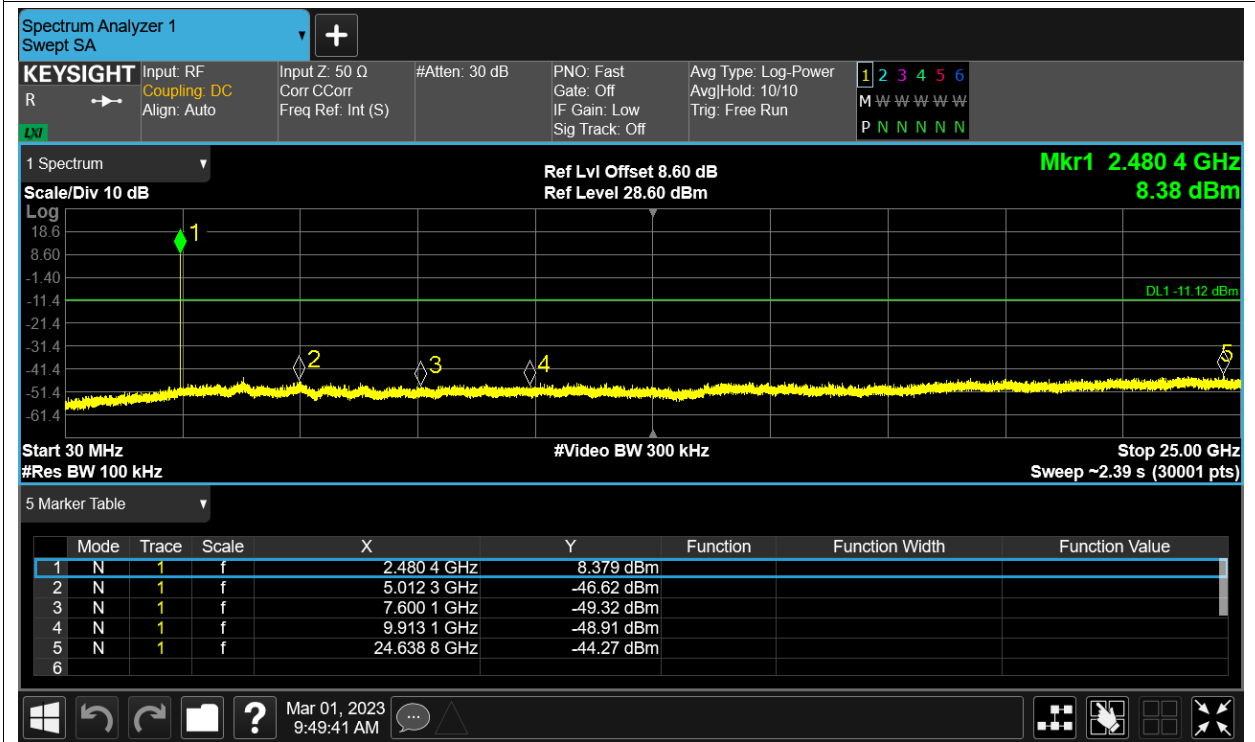 Spectrum Analyzer 1
Swept SA
KEYSIGHT Input: RF Input Z: 50 Ω #Atten: 30 dB PNO: Fast Avg Type: Log-Power 1 2 3 4 5 6
R Coupling: DC Corr CCorr Gate: Off Avg|Hold: 10/10 M W W W W W
Align: Auto Freq Ref: Int (S) IF Gain: Low Trig: Free Run
LXI Sig Track: Off P N N N N N
1 Spectrum Ref Lvl Offset 8.60 dB Mkr1 2.480 4 GHz
Scale/Div 10 dB Ref Level 28.60 dBm 8.38 dBm
Log
18.6 1
8.60
-1.40
-11.4 DL1 -11.12 dBm
-21.4
-31.4
-41.4 2 3 4 5
-51.4
-61.4
Start 30 MHz #Video BW 300 kHz Stop 25.00 GHz
#Res BW 100 kHz Sweep ~2.39 s (30001 pts)
5 Marker Table
Mode Trace Scale X Y Function Function Width Function Value
1 N 1 f 2.480 4 GHz 8.379 dBm
2 N 1 f 5.012 3 GHz -46.62 dBm
3 N 1 f 7.600 1 GHz -49.32 dBm
4 N 1 f 9.913 1 GHz -48.91 dBm
5 N 1 f 24.638 8 GHz -44.27 dBm
6
? Mar 01, 2023
9:49:41 AM